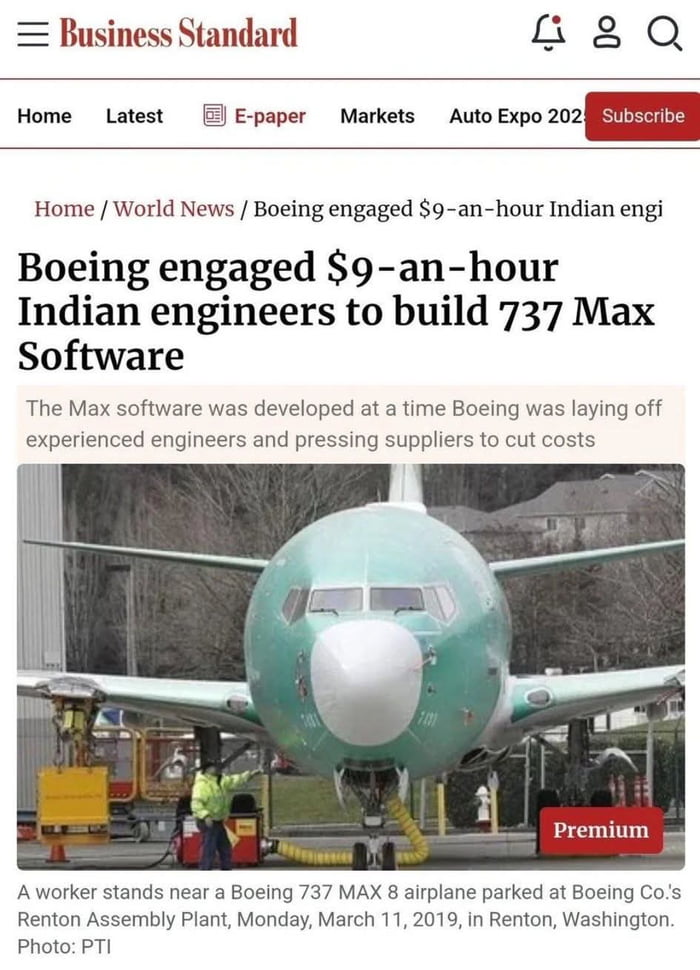 Business Standard
Home Latest E-paper Markets Auto Expo 202 Subscribe
Home / World News / Boeing engaged $9-an-hour Indian engi
Boeing engaged $9-an-hour
Indian engineers to build 737 Max
Software
The Max software was developed at a time Boeing was laying off
experienced engineers and pressing suppliers to cut costs
Premium
A worker stands near a Boeing 737 MAX 8 airplane parked at Boeing Co.'s
Renton Assembly Plant, Monday, March 11, 2019, in Renton, Washington.
Photo: PTI